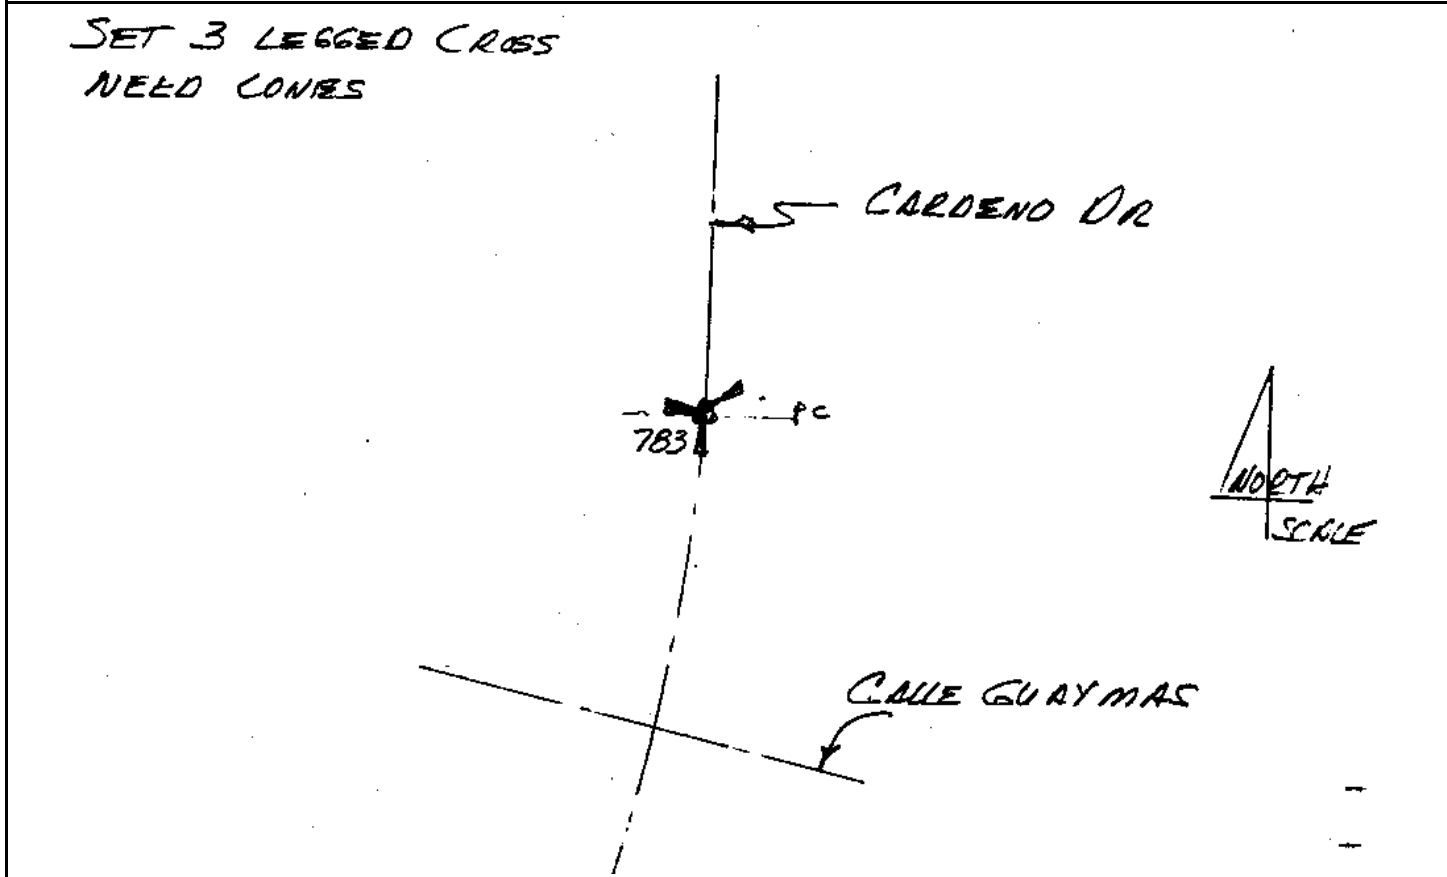 SET 3 LEGGED CROSS
NEED CONES
CARDENO DR
PC
783
NORTH
SCALE
CALLE GUAYMAS